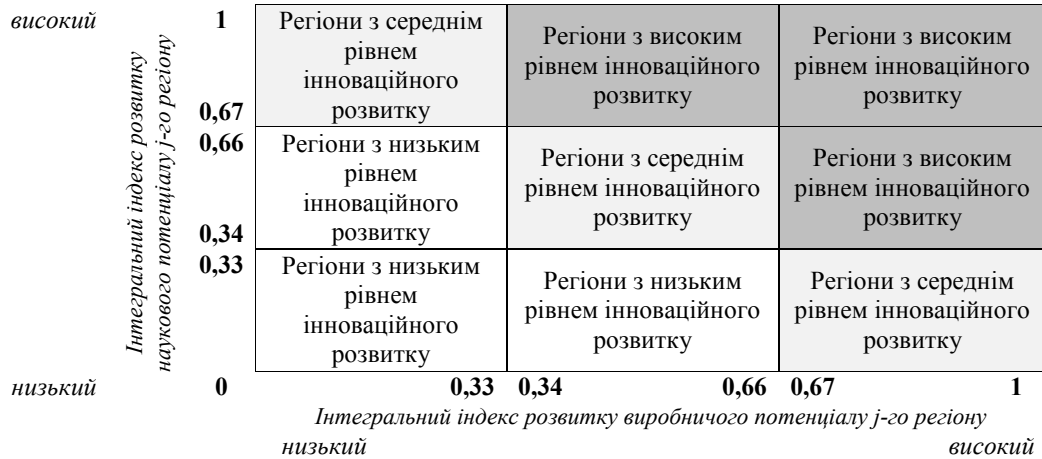 високий
1
Інтегральний індекс розвитку
наукового потенціалу j-го регіону
0,67
Регіони з середнім
рівнем
інноваційного
розвитку
Регіони з високим
рівнем інноваційного
розвитку
Регіони з високим
рівнем інноваційного
розвитку
0,66
0,34
Регіони з низьким
рівнем
інноваційного
розвитку
Регіони з середнім
рівнем інноваційного
розвитку
Регіони з високим
рівнем інноваційного
розвитку
0,33
Регіони з низьким
рівнем
інноваційного
розвитку
Регіони з низьким
рівнем інноваційного
розвитку
Регіони з середнім
рівнем інноваційного
розвитку
низький
0 0,33 0,34 0,66 0,67 1
Інтегральний індекс розвитку виробничого потенціалу j-го регіону
низький високий